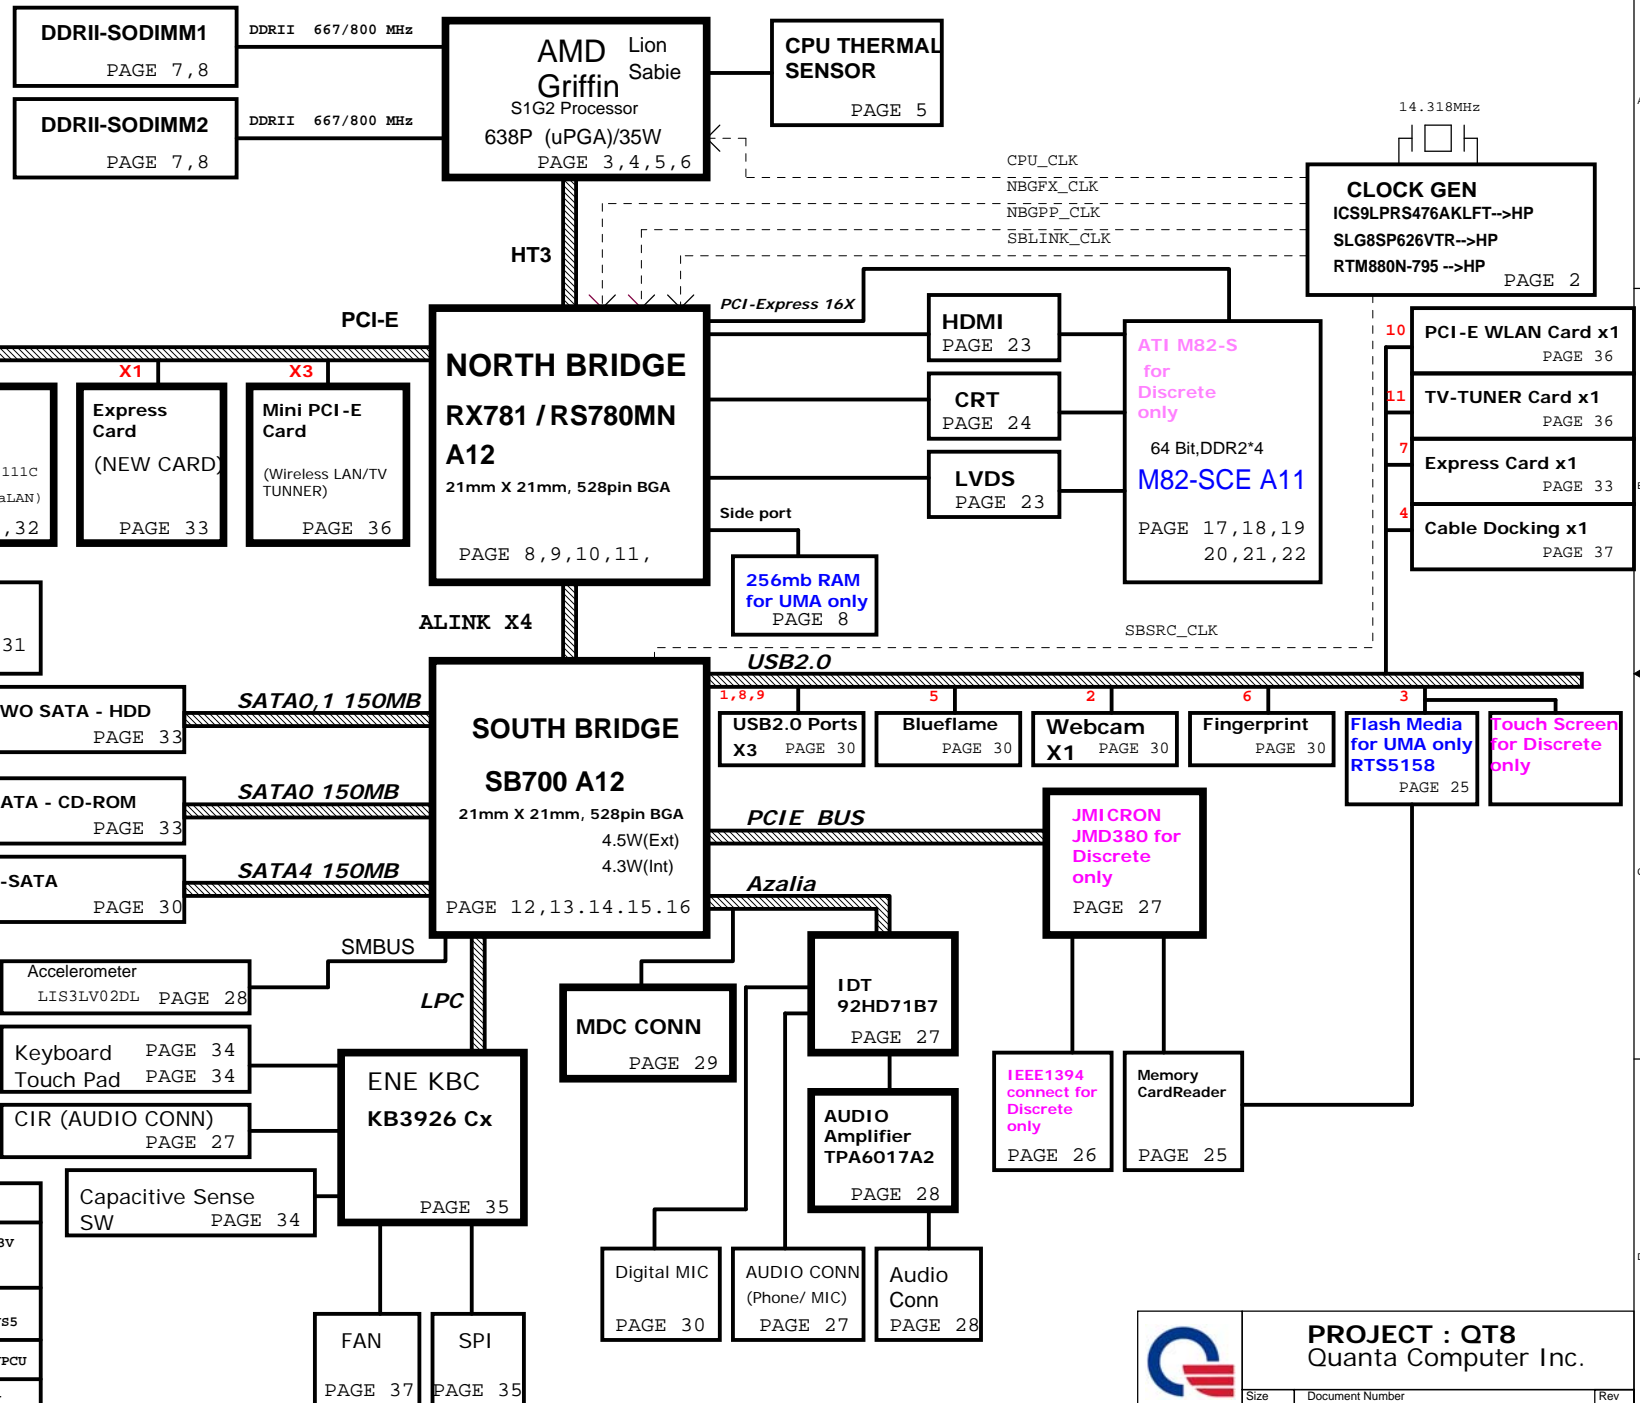 DDRII-SODIMM1
PAGE 7,8
DDRII 667/800 MHz
AMD Griffin
Lion Sabie
S1G2 Processor
638P (uPGA)/35W
PAGE 3,4,5,6
CPU THERMAL
SENSOR
PAGE 5
DDRII-SODIMM2
PAGE 7,8
DDRII 667/800 MHz
14.318MHz
CPU_CLK
NBGFX_CLK
NBGPP_CLK
SBLINK_CLK
CLOCK GEN
ICS9LPRS476AKLFT-->HP
SLG8SP626VTR-->HP
RTM880N-795 -->HP
PAGE 2
HT3
PCI-E
PCI-Express 16X
NORTH BRIDGE
RX781 / RS780MN
A12
21mm X 21mm, 528pin BGA
PAGE 8,9,10,11,
HDMI
PAGE 23
CRT
PAGE 24
LVDS
PAGE 23
ATI M82-S
for
Discrete
only
64 Bit,DDR2*4
M82-SCE A11
PAGE 17,18,19
20,21,22
10
PCI-E WLAN Card x1
PAGE 36
11
TV-TUNER Card x1
PAGE 36
7
Express Card x1
PAGE 33
4
Cable Docking x1
PAGE 37
X1
X3
111C
aLAN)
,32
Express
Card
(NEW CARD)
PAGE 33
Mini PCI-E
Card
(Wireless LAN/TV
TUNNER)
PAGE 36
Side port
256mb RAM
for UMA only
PAGE 8
31
ALINK X4
SBSRC_CLK
USB2.0
SOUTH BRIDGE
SB700 A12
21mm X 21mm, 528pin BGA
4.5W(Ext)
4.3W(Int)
PAGE 12,13.14.15.16
WO SATA - HDD
PAGE 33
SATA0,1 150MB
ATA - CD-ROM
PAGE 33
SATA0 150MB
-SATA
PAGE 30
SATA4 150MB
1,8,9
USB2.0 Ports
X3 PAGE 30
5
Blueflame
PAGE 30
2
Webcam
X1 PAGE 30
6
Fingerprint
PAGE 30
3
Flash Media
for UMA only
RTS5158
PAGE 25
Touch Screen
for Discrete
only
PCIE BUS
JMICRON
JMD380 for
Discrete
only
PAGE 27
Azalia
SMBUS
LPC
Accelerometer
LIS3LV02DL PAGE 28
Keyboard PAGE 34
Touch Pad PAGE 34
CIR (AUDIO CONN)
PAGE 27
Capacitive Sense
SW PAGE 34
ENE KBC
KB3926 Cx
PAGE 35
MDC CONN
PAGE 29
IDT
92HD71B7
PAGE 27
AUDIO
Amplifier
TPA6017A2
PAGE 28
IEEE1394
connect for
Discrete
only
PAGE 26
Memory
CardReader
PAGE 25
FAN
PAGE 37
SPI
PAGE 35
Digital MIC
PAGE 30
AUDIO CONN
(Phone/ MIC)
PAGE 27
Audio
Conn
PAGE 28
PROJECT : QT8
Quanta Computer Inc.
Size
Document Number
Rev